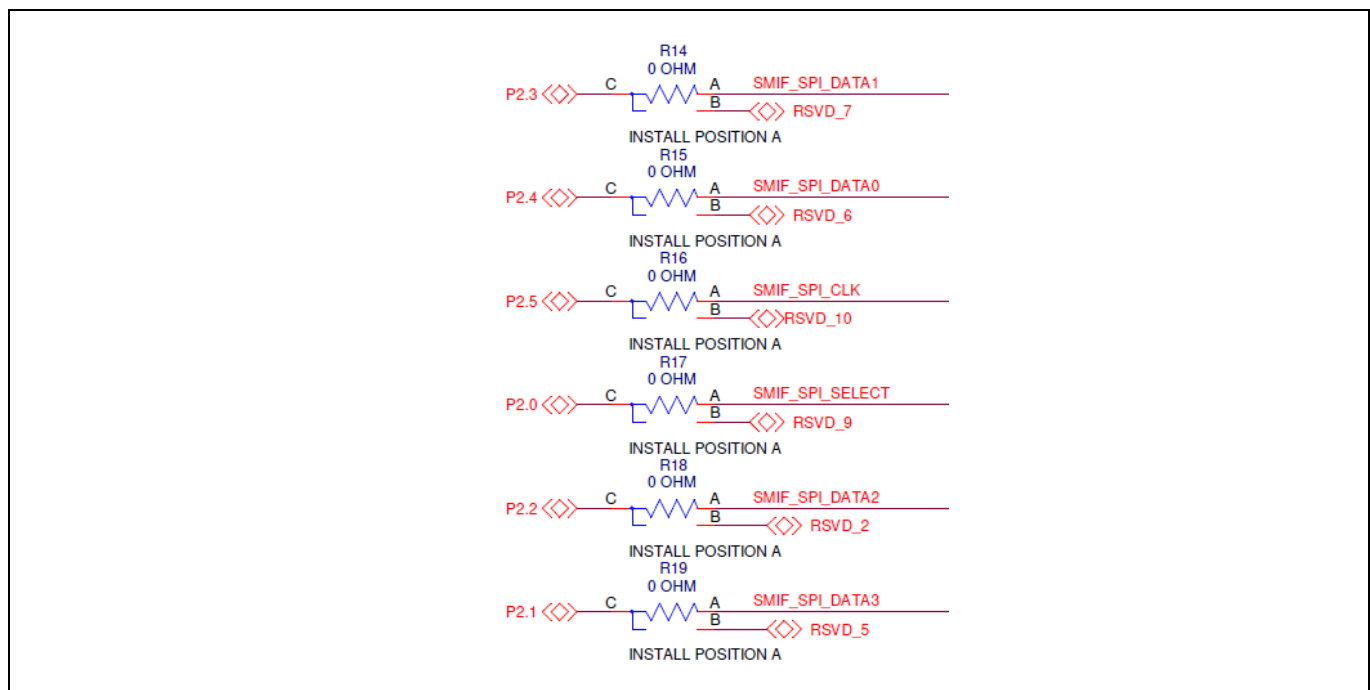 R14
0 OHM
P2.3 C A SMIF_SPI_DATA1
B RSVD_7
INSTALL POSITION A
R15
0 OHM
P2.4 C A SMIF_SPI_DATA0
B RSVD_6
INSTALL POSITION A
R16
0 OHM
P2.5 C A SMIF_SPI_CLK
B RSVD_10
INSTALL POSITION A
R17
0 OHM
P2.0 C A SMIF_SPI_SELECT
B RSVD_9
INSTALL POSITION A
R18
0 OHM
P2.2 C A SMIF_SPI_DATA2
B RSVD_2
INSTALL POSITION A
R19
0 OHM
P2.1 C A SMIF_SPI_DATA3
B RSVD_5
INSTALL POSITION A